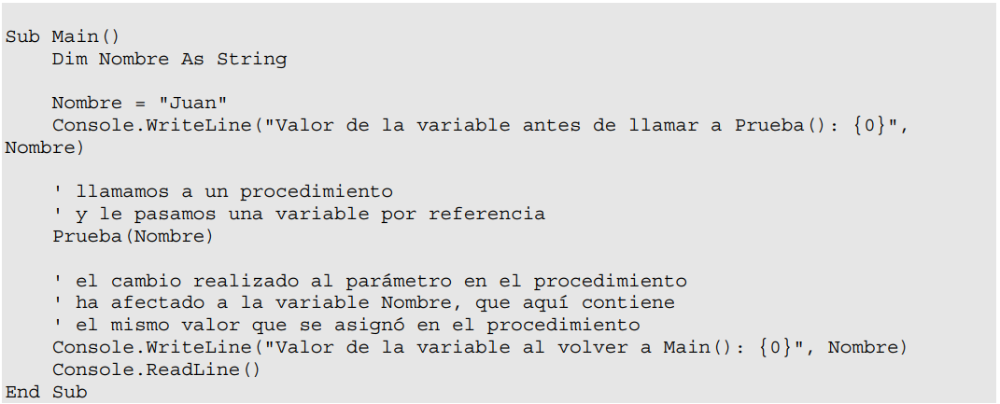 Sub Main()
    Dim Nombre As String

    Nombre = "Juan"
    Console.WriteLine("Valor de la variable antes de llamar a Prueba(): {0}",
Nombre)

    ' llamamos a un procedimiento
    ' y le pasamos una variable por referencia
    Prueba(Nombre)

    ' el cambio realizado al parámetro en el procedimiento
    ' ha afectado a la variable Nombre, que aquí contiene
    ' el mismo valor que se asignó en el procedimiento
    Console.WriteLine("Valor de la variable al volver a Main(): {0}", Nombre)
    Console.ReadLine()
End Sub